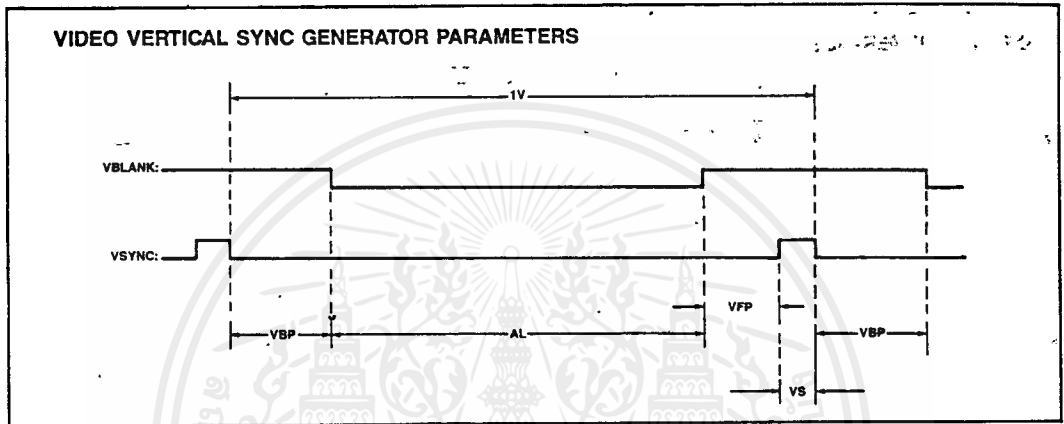 VIDEO VERTICAL SYNC GENERATOR PARAMETERS
1V
VBLANK:
VSYNC:
VFP
VBP
AL
VBP
VS